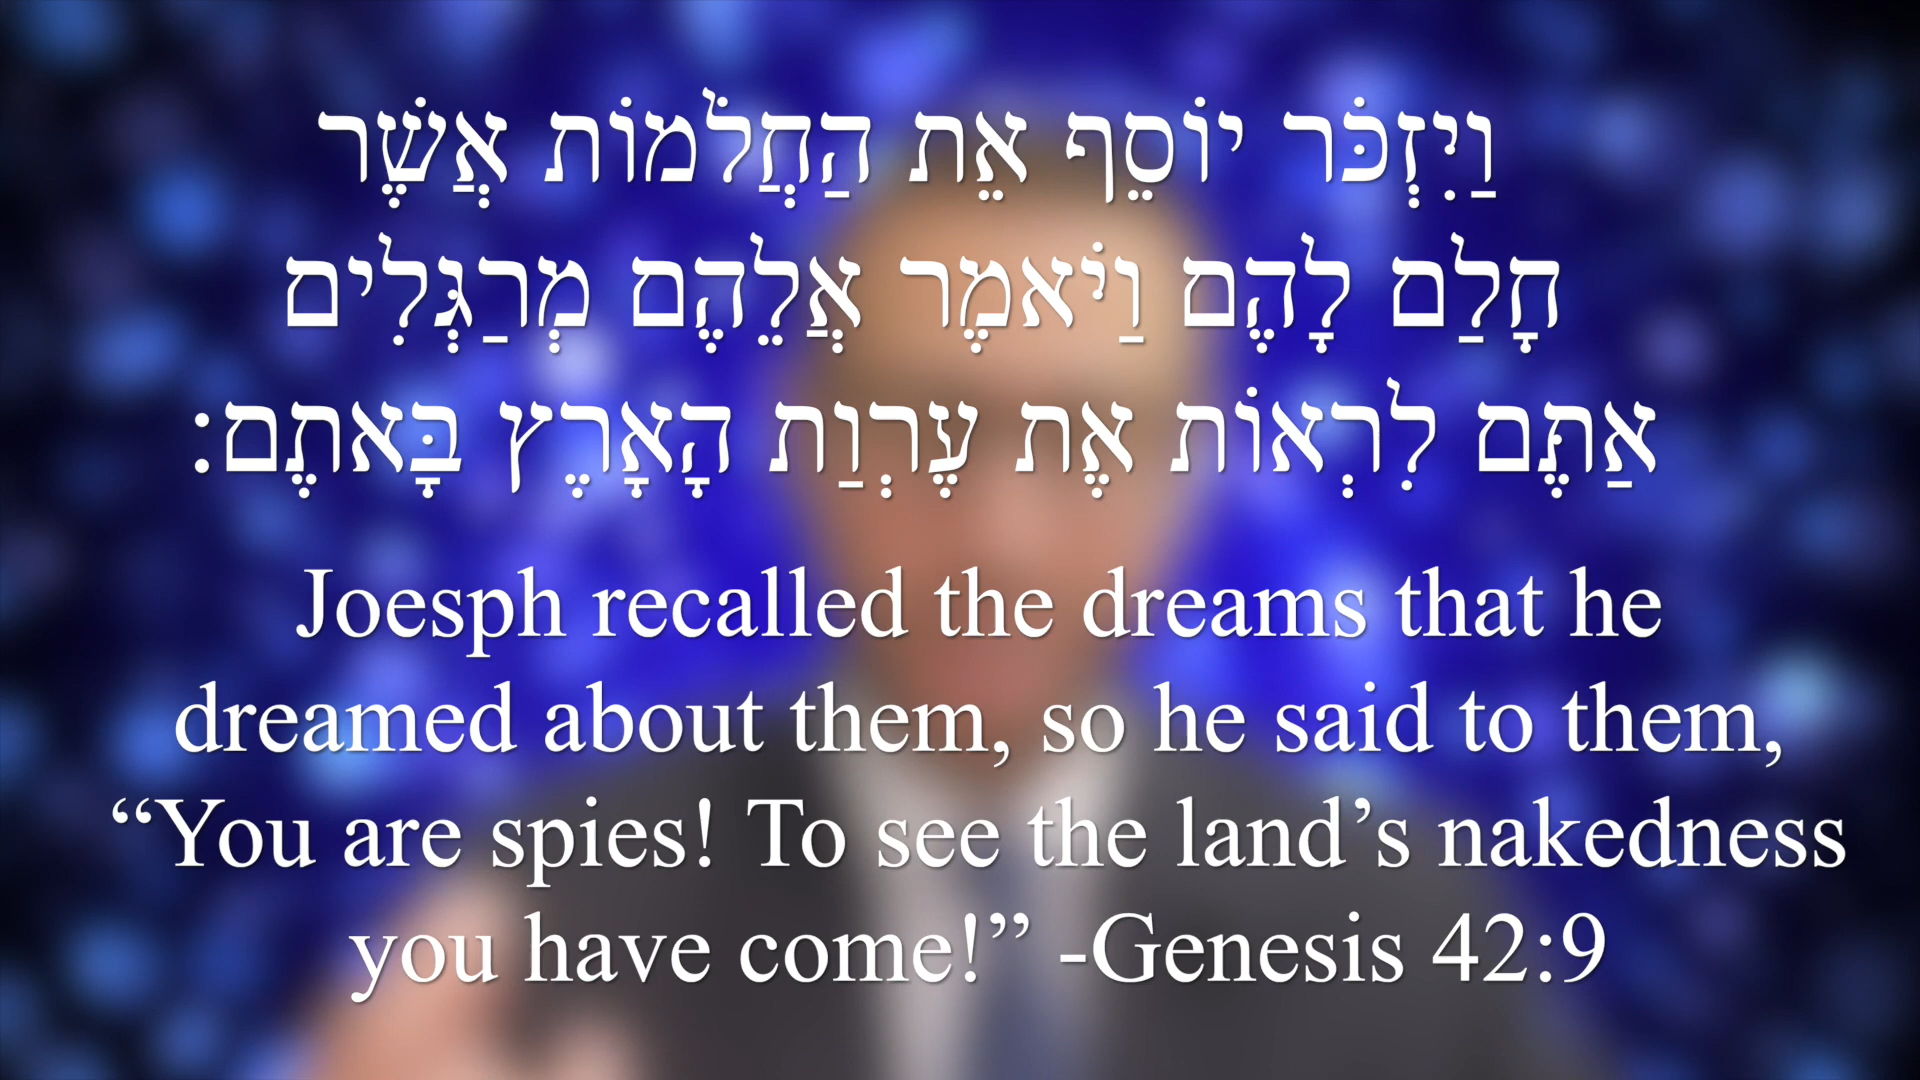 וַיִּזְכֹּר יוֹסֵף אֵת הַחֲלֹמוֹת אֲשֶׁר
חָלַם לָהֶם וַיֹּאמֶר אֲלֵהֶם מְרַגְּלִים
אַתֶּם לִרְאוֹת אֶת עֶרְוַת הָאָרֶץ בָּאתֶם׃
Joesph recalled the dreams that he
dreamed about them, so he said to them,
“You are spies! To see the land’s nakedness
you have come!” -Genesis 42:9